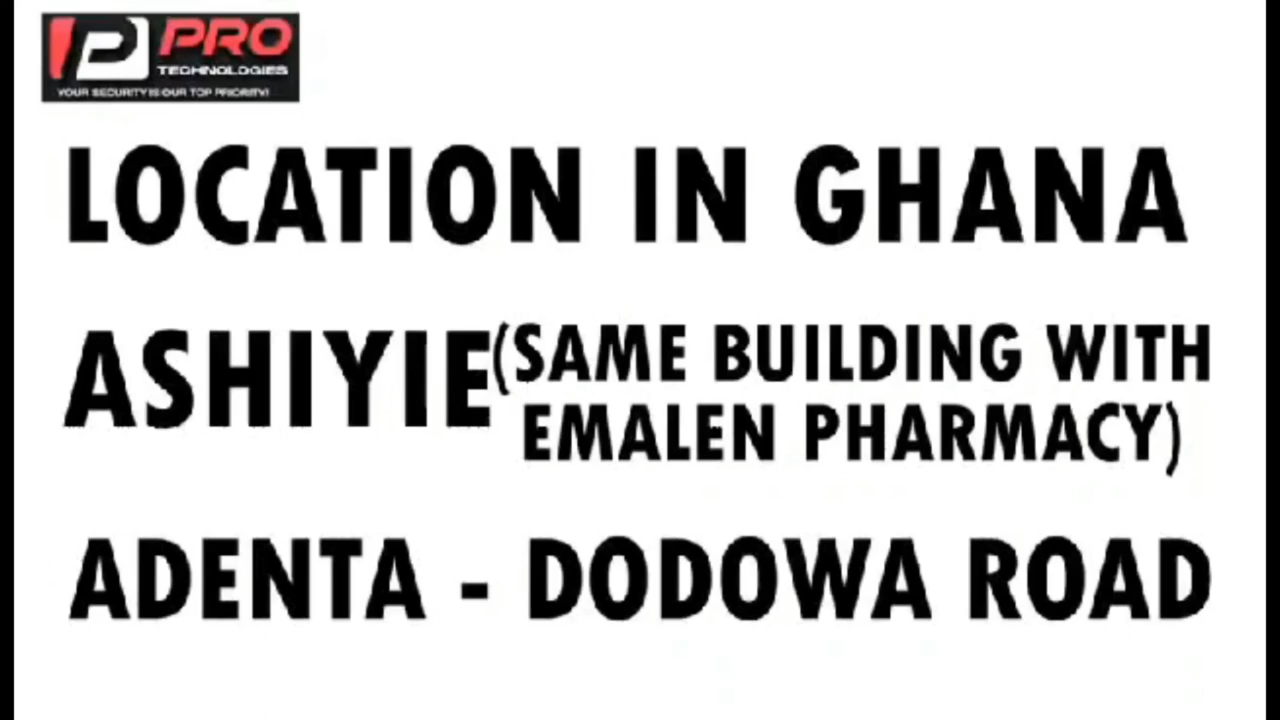 PRO
TECHNOLOGIES
YOUR SECURITY IS OUR TOP PRIORITY!
LOCATION IN GHANA
ASHIYIE (SAME BUILDING WITH
EMALEN PHARMACY)
ADENTA - DODOWA ROAD